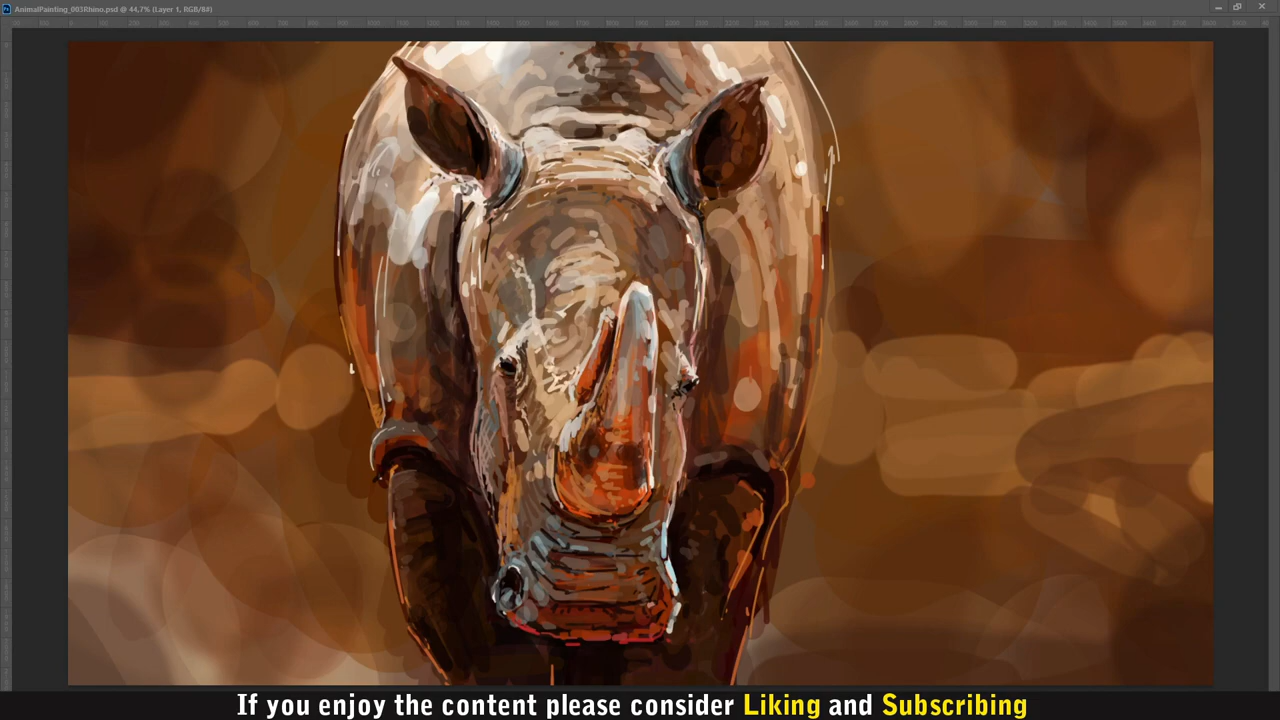 AnimalPainting_003Rhino.psd @ 44,7% (Layer 1, RGB/8#)
If you enjoy the content please consider Liking and Subscribing